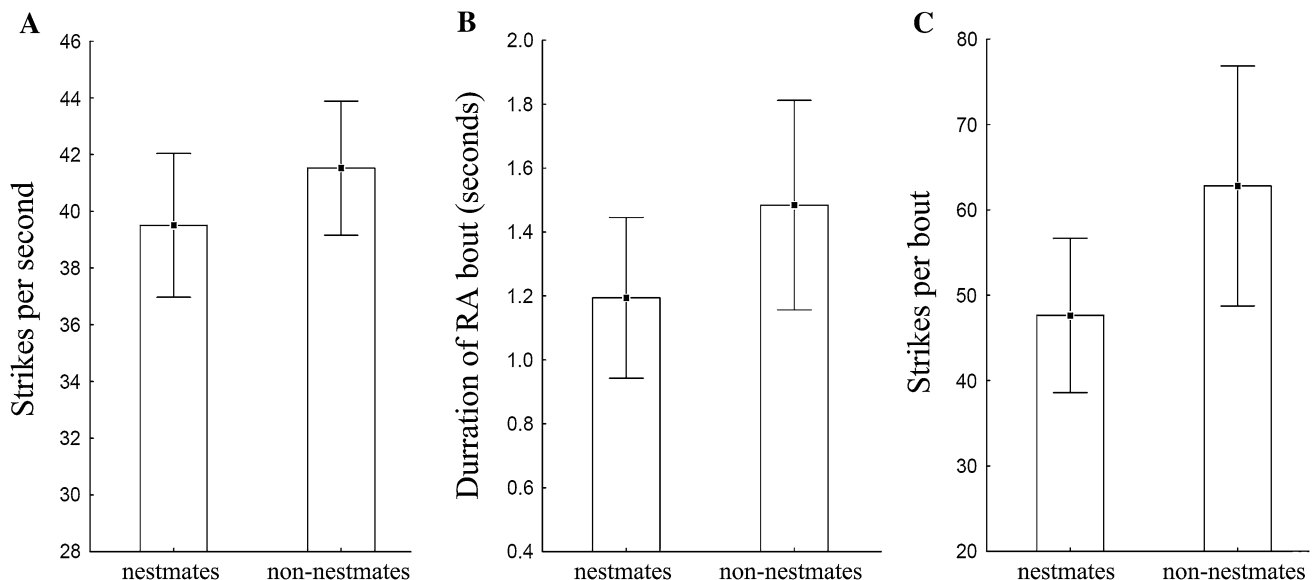 A
B
C
Strikes per second
46
44
42
40
38
36
34
32
30
28
nestmates non-nestmates
Durration of RA bout (seconds)
2.0
1.8
1.6
1.4
1.2
1.0
0.8
0.6
0.4
nestmates non-nestmates
Strikes per bout
80
70
60
50
40
30
20
nestmates non-nestmates